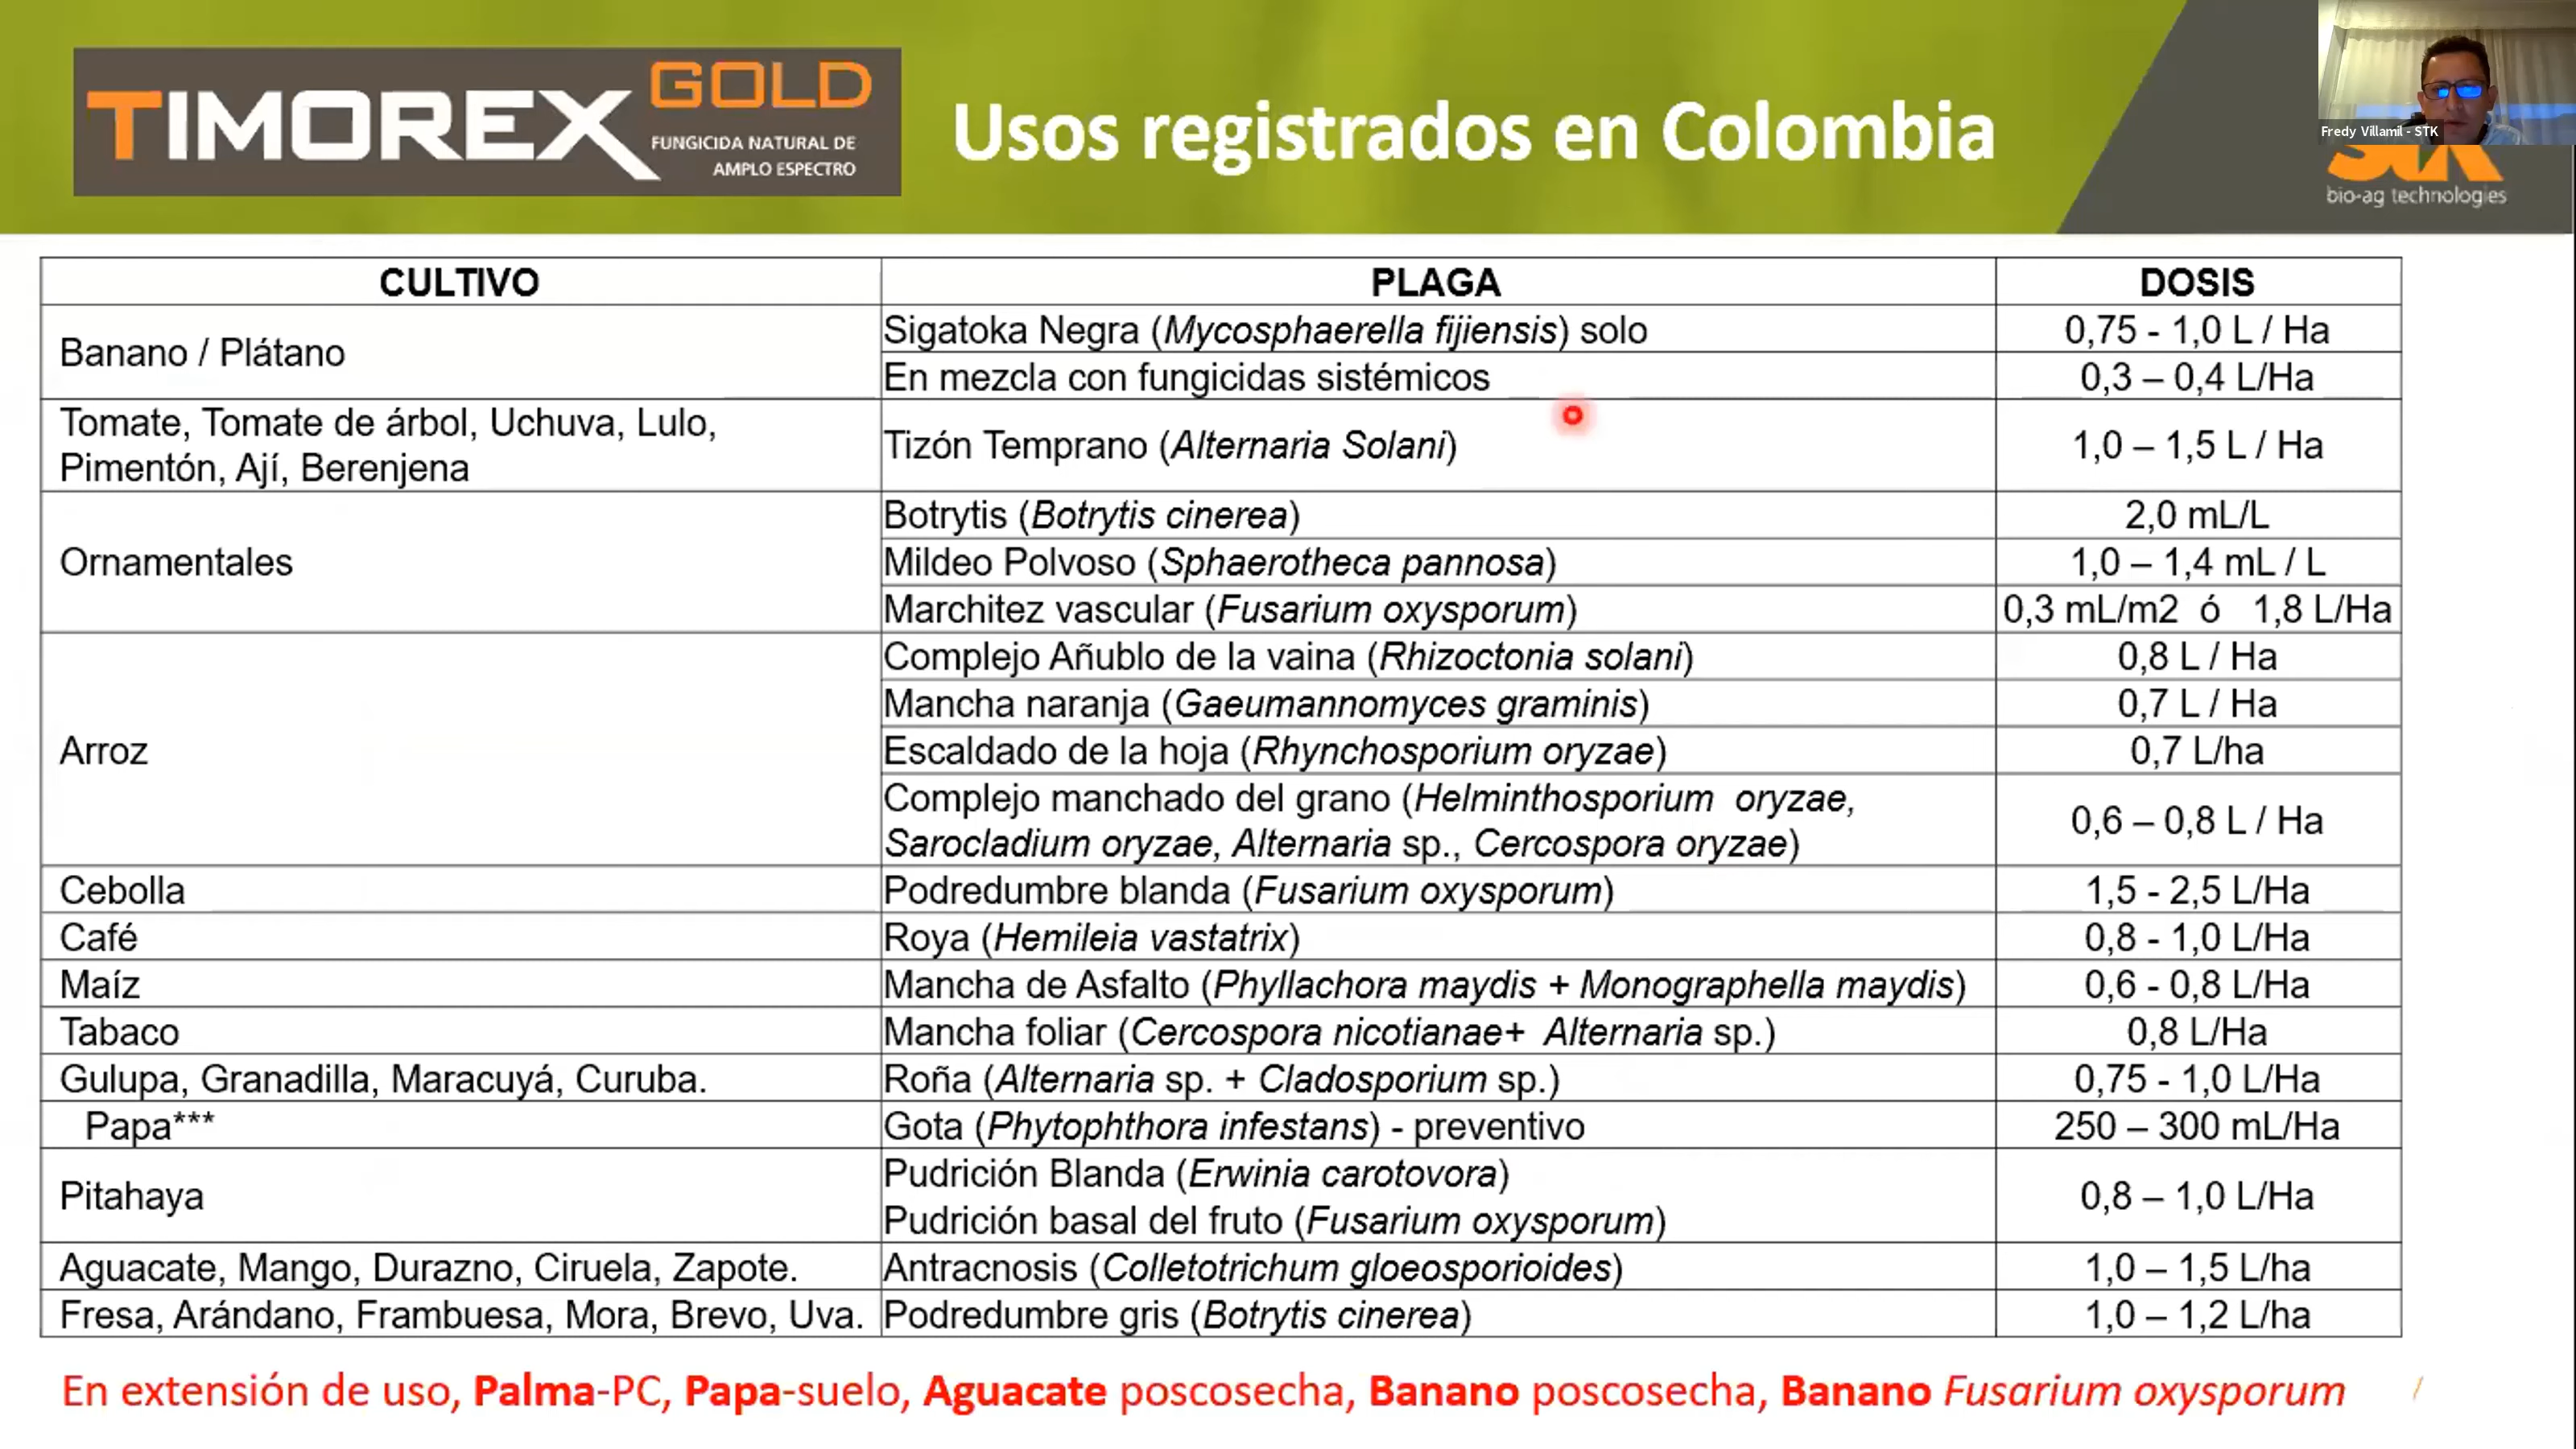 TIMOREX GOLD
FUNGICIDA NATURAL DE
AMPLO ESPECTRO
Usos registrados en Colombia
Fredy Villamil - STK
stk
bio-ag technologies
CULTIVO PLAGA DOSIS
Banano / Plátano
Sigatoka Negra (Mycosphaerella fijiensis) solo 0,75 - 1,0 L / Ha
En mezcla con fungicidas sistémicos 0,3 – 0,4 L/Ha
Tomate, Tomate de árbol, Uchuva, Lulo,
Pimentón, Ají, Berenjena
Tizón Temprano (Alternaria Solani) 1,0 – 1,5 L / Ha
Ornamentales
Botrytis (Botrytis cinerea) 2,0 mL/L
Mildeo Polvoso (Sphaerotheca pannosa) 1,0 – 1,4 mL / L
Marchitez vascular (Fusarium oxysporum) 0,3 mL/m2 ó 1,8 L/Ha
Arroz
Complejo Añublo de la vaina (Rhizoctonia solani) 0,8 L / Ha
Mancha naranja (Gaeumannomyces graminis) 0,7 L / Ha
Escaldado de la hoja (Rhynchosporium oryzae) 0,7 L/ha
Complejo manchado del grano (Helminthosporium oryzae,
Sarocladium oryzae, Alternaria sp., Cercospora oryzae) 0,6 – 0,8 L / Ha
Cebolla Podredumbre blanda (Fusarium oxysporum) 1,5 - 2,5 L/Ha
Café Roya (Hemileia vastatrix) 0,8 - 1,0 L/Ha
Maíz Mancha de Asfalto (Phyllachora maydis + Monographella maydis) 0,6 - 0,8 L/Ha
Tabaco Mancha foliar (Cercospora nicotianae+ Alternaria sp.) 0,8 L/Ha
Gulupa, Granadilla, Maracuyá, Curuba. Roña (Alternaria sp. + Cladosporium sp.) 0,75 - 1,0 L/Ha
Papa*** Gota (Phytophthora infestans) - preventivo 250 – 300 mL/Ha
Pitahaya
Pudrición Blanda (Erwinia carotovora)
Pudrición basal del fruto (Fusarium oxysporum)
0,8 – 1,0 L/Ha
Aguacate, Mango, Durazno, Ciruela, Zapote. Antracnosis (Colletotrichum gloeosporioides) 1,0 – 1,5 L/ha
Fresa, Arándano, Frambuesa, Mora, Brevo, Uva. Podredumbre gris (Botrytis cinerea) 1,0 – 1,2 L/ha
En extensión de uso, Palma-PC, Papa-suelo, Aguacate poscosecha, Banano poscosecha, Banano Fusarium oxysporum